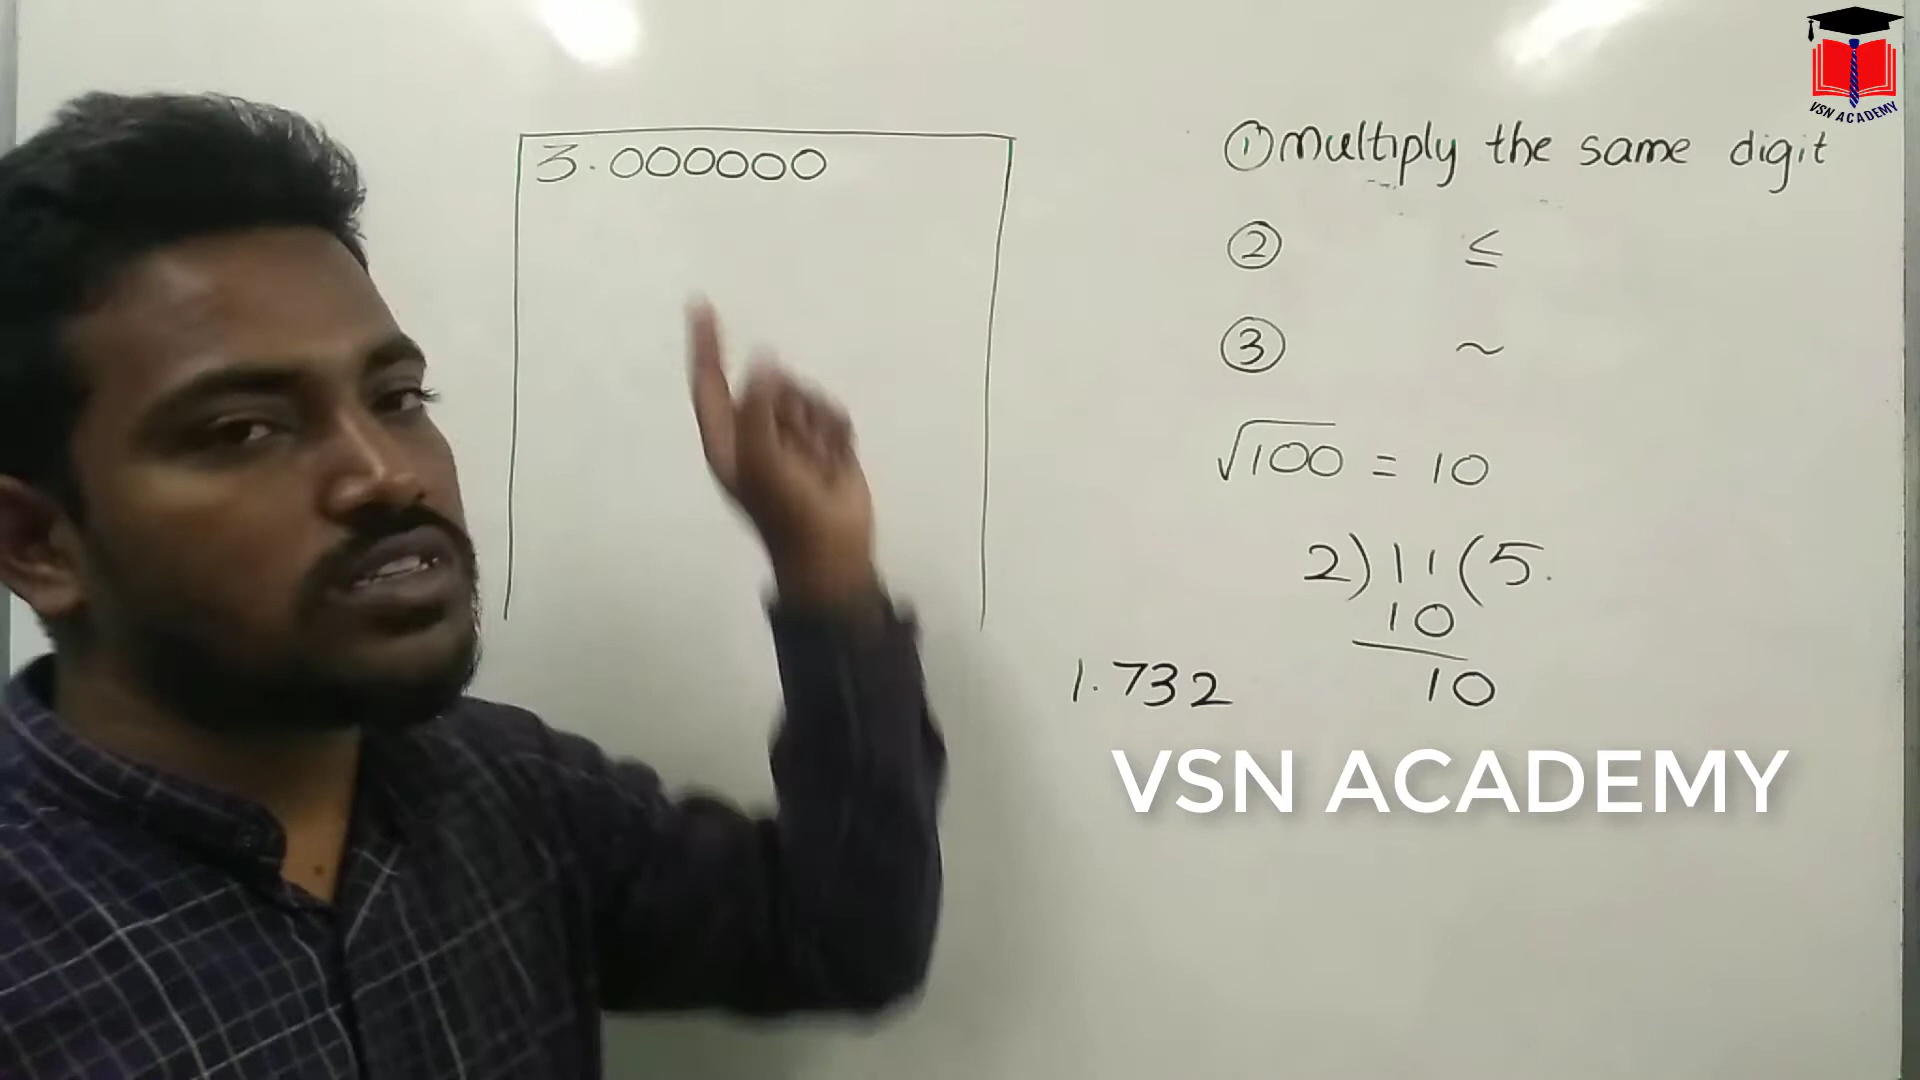 VSN ACADEMY
3.000000
① multiply the same digit
② ≤
③ ~
√100 = 10
2)11(5.
10
10
1.732
VSN ACADEMY